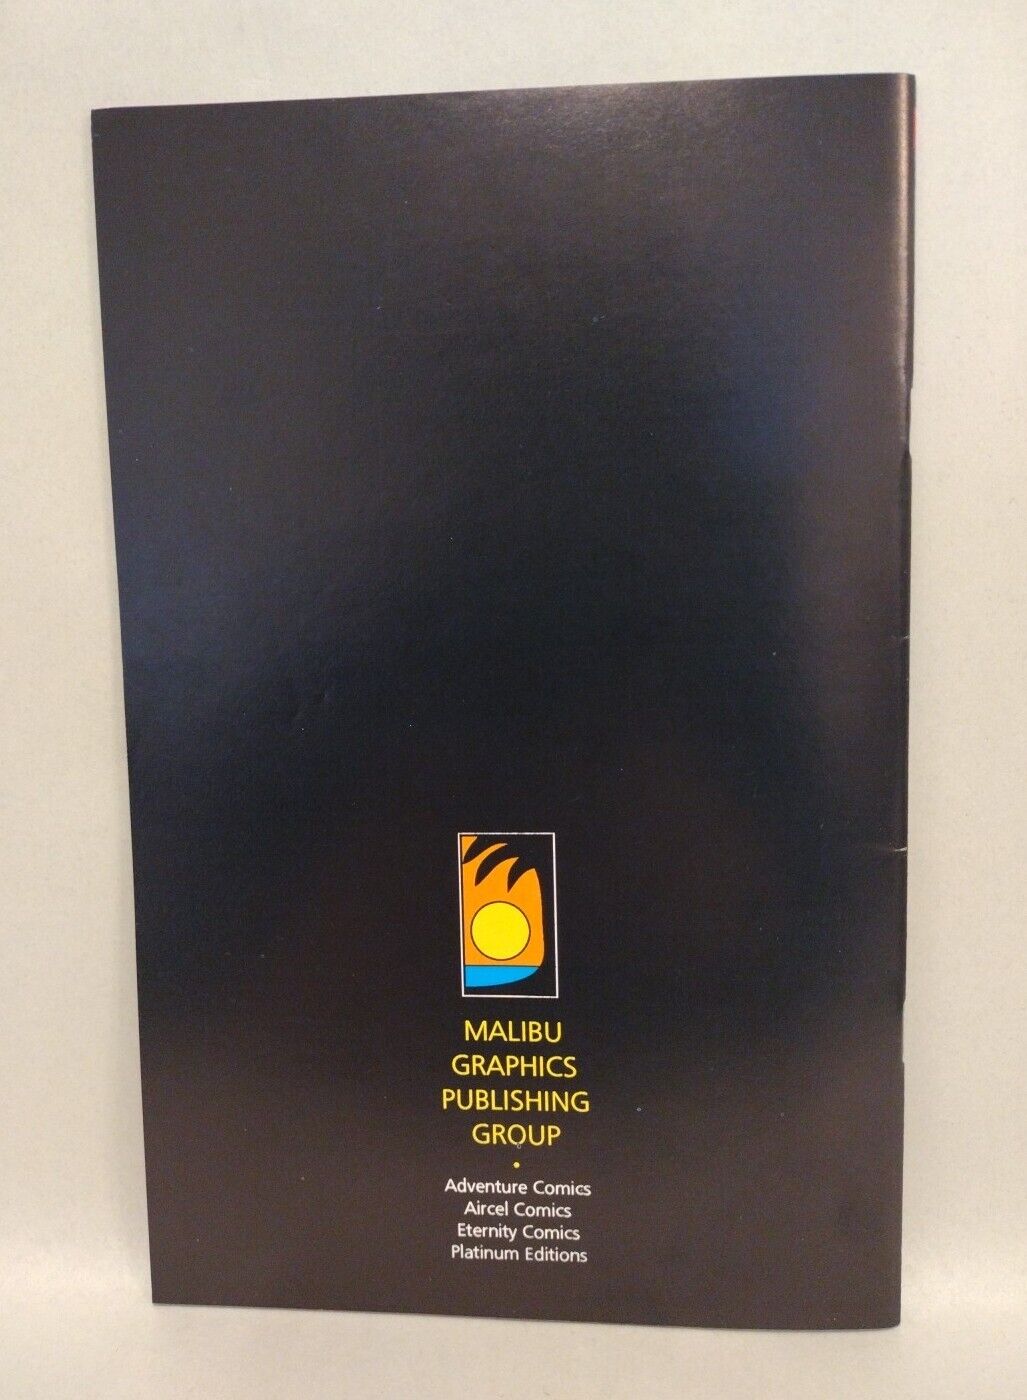 MALIBU
GRAPHICS
PUBLISHING
GROUP
•
Adventure Comics
Aircel Comics
Eternity Comics
Platinum Editions